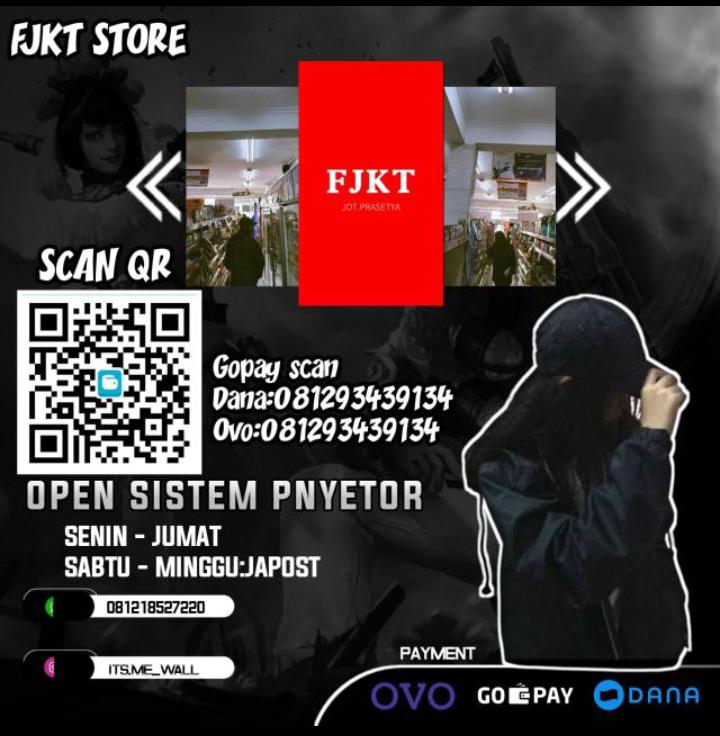 FJKT STORE
FJKT
JOT.PRASETYA
SCAN QR
Gopay scan
Dana:081293439134
Ovo:081293439134
OPEN SISTEM PNYETOR
SENIN - JUMAT
SABTU - MINGGU:JAPOST
081218527220
ITS.ME_WALL
PAYMENT
OVO GOPAY DANA